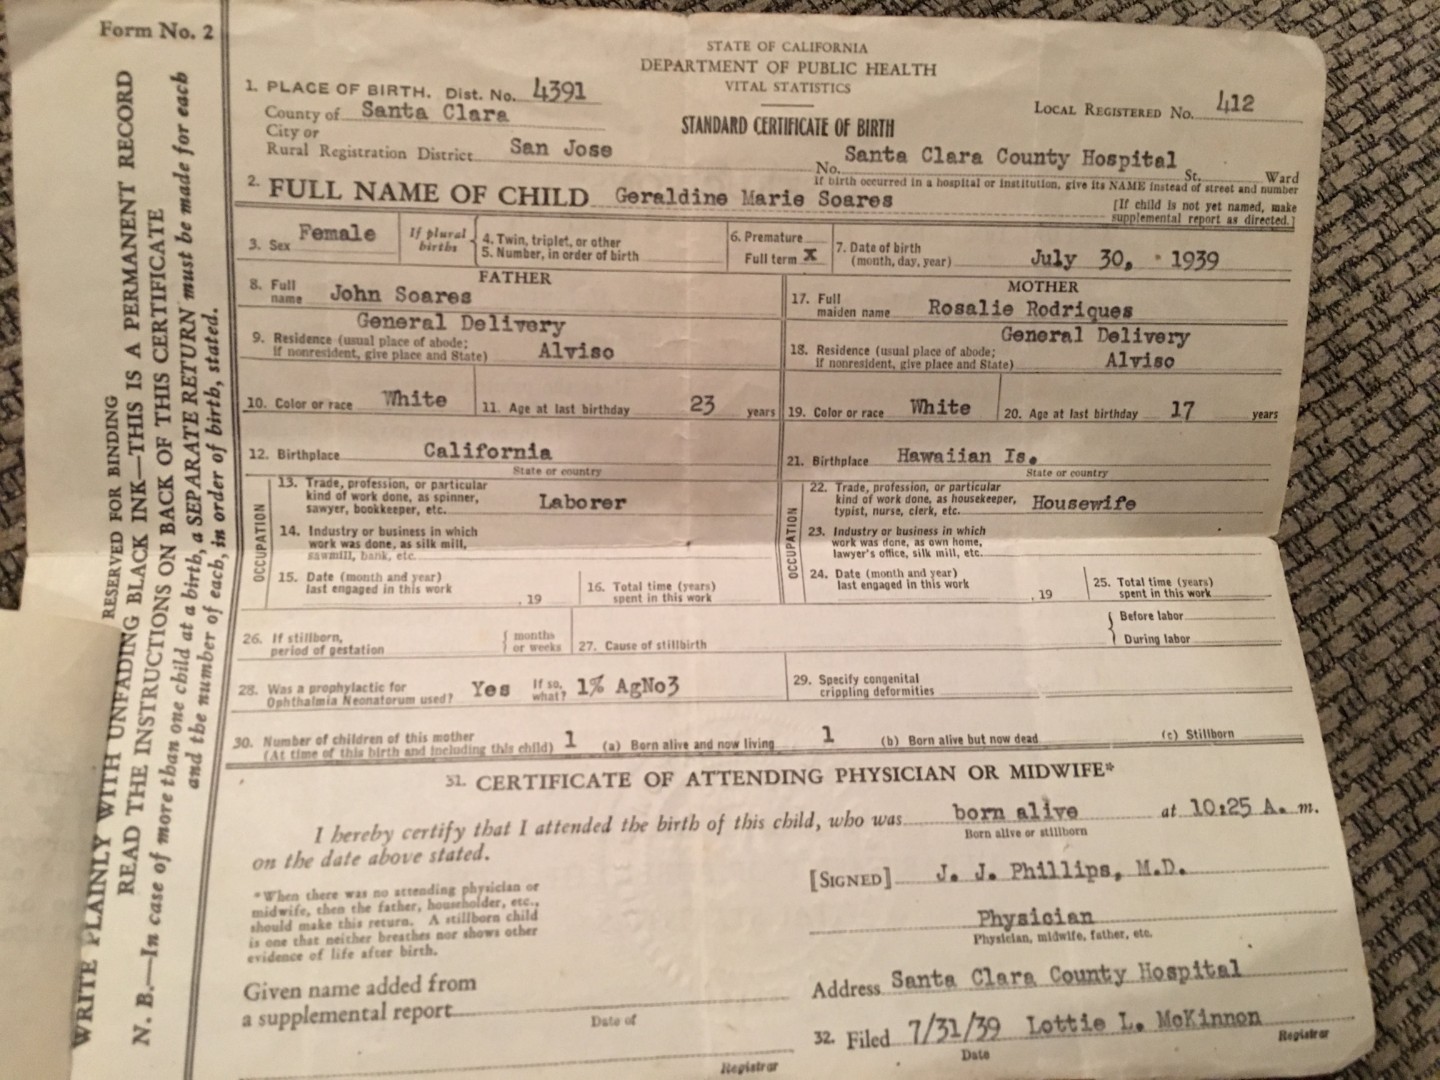 Form No. 2
RESERVED FOR BINDING
WRITE PLAINLY WITH UNFADING BLACK INK—THIS IS A PERMANENT RECORD
READ THE INSTRUCTIONS ON BACK OF THIS CERTIFICATE
N. B.—In case of more than one child at a birth, a SEPARATE RETURN must be made for each
and the number of each, in order of birth, stated.
STATE OF CALIFORNIA
DEPARTMENT OF PUBLIC HEALTH
VITAL STATISTICS
STANDARD CERTIFICATE OF BIRTH
LOCAL REGISTERED No. 412
1. PLACE OF BIRTH. Dist. No. 4391
County of Santa Clara
City or
Rural Registration District San Jose
No. Santa Clara County Hospital St. Ward
If birth occurred in a hospital or institution, give its NAME instead of street and number
2. FULL NAME OF CHILD Geraldine Marie Soares
[If child is not yet named, make
supplemental report as directed.]
3. Sex Female
If plural
births
4. Twin, triplet, or other
5. Number, in order of birth
6. Premature
Full term X
7. Date of birth
(month, day, year) July 30, 1939
FATHER
8. Full
name John Soares
General Delivery
9. Residence (usual place of abode;
if nonresident, give place and State) Alviso
10. Color or race White
11. Age at last birthday 23 years
12. Birthplace California
State or country
OCCUPATION
13. Trade, profession, or particular
kind of work done, as spinner,
sawyer, bookkeeper, etc. Laborer
14. Industry or business in which
work was done, as silk mill,
sawmill, bank, etc.
15. Date (month and year)
last engaged in this work , 19
16. Total time (years)
spent in this work
MOTHER
17. Full
maiden name Rosalie Rodriques
General Delivery
18. Residence (usual place of abode;
if nonresident, give place and State) Alviso
19. Color or race White
20. Age at last birthday 17 years
21. Birthplace Hawaiian Is.
State or country
OCCUPATION
22. Trade, profession, or particular
kind of work done, as housekeeper,
typist, nurse, clerk, etc. Housewife
23. Industry or business in which
work was done, as own home,
lawyer's office, silk mill, etc.
24. Date (month and year)
last engaged in this work , 19
25. Total time (years)
spent in this work
26. If stillborn,
period of gestation { months
or weeks
27. Cause of stillbirth
{ Before labor
During labor
28. Was a prophylactic for
Ophthalmia Neonatorum used? Yes If so,
what? 1% AgNo3
29. Specify congenital
crippling deformities
30. Number of children of this mother
(At time of this birth and including this child) 1 (a) Born alive and now living 1 (b) Born alive but now dead (c) Stillborn
31. CERTIFICATE OF ATTENDING PHYSICIAN OR MIDWIFE*
I hereby certify that I attended the birth of this child, who was born alive at 10:25 A. m.
Born alive or stillborn
on the date above stated.
*When there was no attending physician or
midwife, then the father, householder, etc.,
should make this return. A stillborn child
is one that neither breathes nor shows other
evidence of life after birth.
[SIGNED] J. J. Phillips, M.D.
Physician
Physician, midwife, father, etc.
Given name added from
a supplemental report
Date of
Registrar
Address Santa Clara County Hospital
32. Filed 7/31/39 Lottie L. McKinnon
Date Registrar